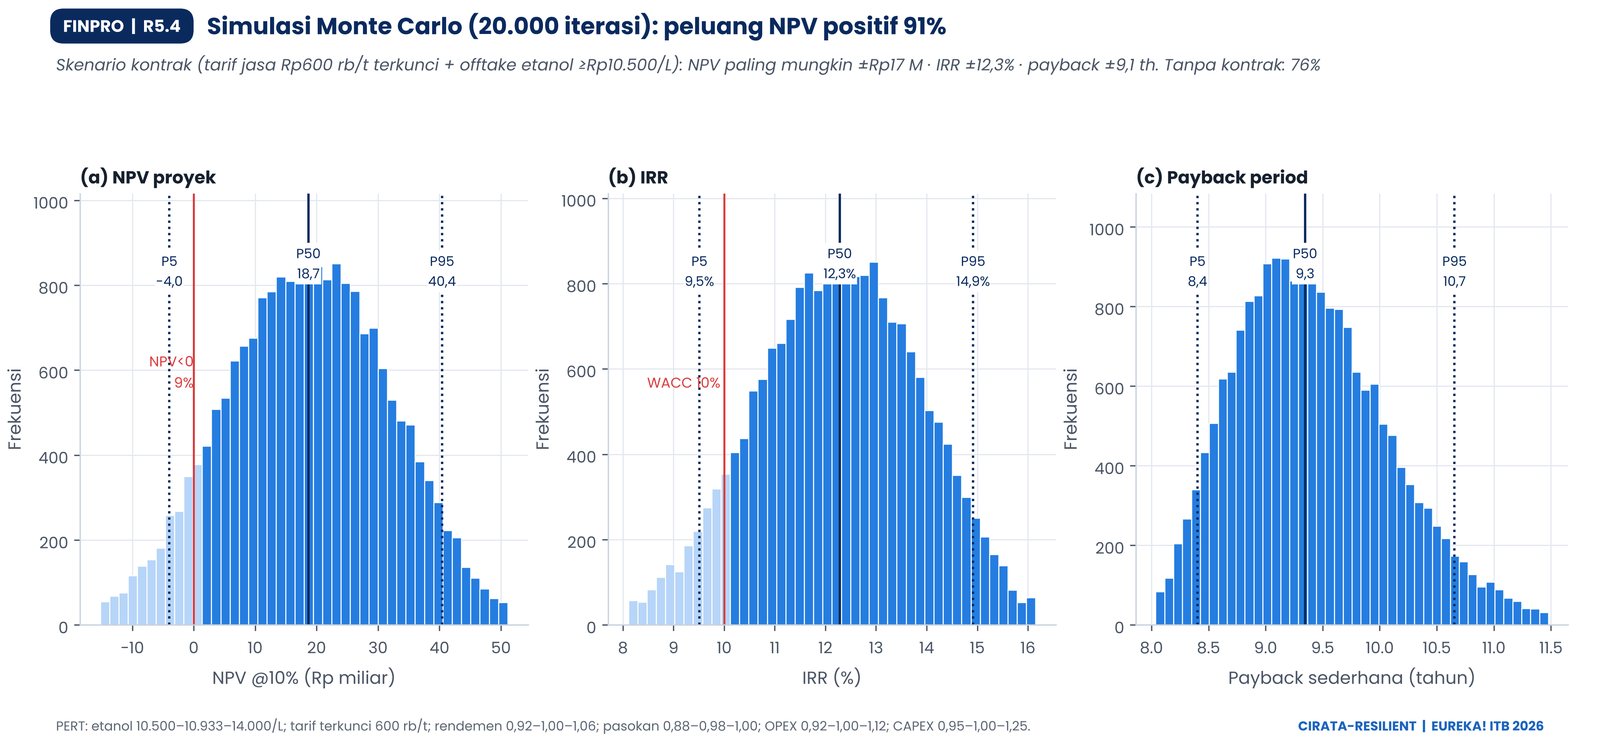 FINPRO | R5.4
Simulasi Monte Carlo (20.000 iterasi): peluang NPV positif 91%
Skenario kontrak (tarif jasa Rp600 rb/t terkunci + offtake etanol ≥Rp10.500/L): NPV paling mungkin ±Rp17 M · IRR ±12,3% · payback ±9,1 th. Tanpa kontrak: 76%
(a) NPV proyek
1000
800
600
400
200
0
Frekuensi
P5
−4,0
P50
18,7
P95
40,4
NPV<0
9%
−10 0 10 20 30 40 50
NPV @10% (Rp miliar)
(b) IRR
1000
800
600
400
200
0
Frekuensi
P5
9,5%
P50
12,3%
P95
14,9%
WACC 10%
8 9 10 11 12 13 14 15 16
IRR (%)
(c) Payback period
1000
800
600
400
200
0
Frekuensi
P5
8,4
P50
9,3
P95
10,7
8.0 8.5 9.0 9.5 10.0 10.5 11.0 11.5
Payback sederhana (tahun)
PERT: etanol 10.500–10.933–14.000/L; tarif terkunci 600 rb/t; rendemen 0,92–1,00–1,06; pasokan 0,88–0,98–1,00; OPEX 0,92–1,00–1,12; CAPEX 0,95–1,00–1,25.
CIRATA-RESILIENT | EUREKA! ITB 2026